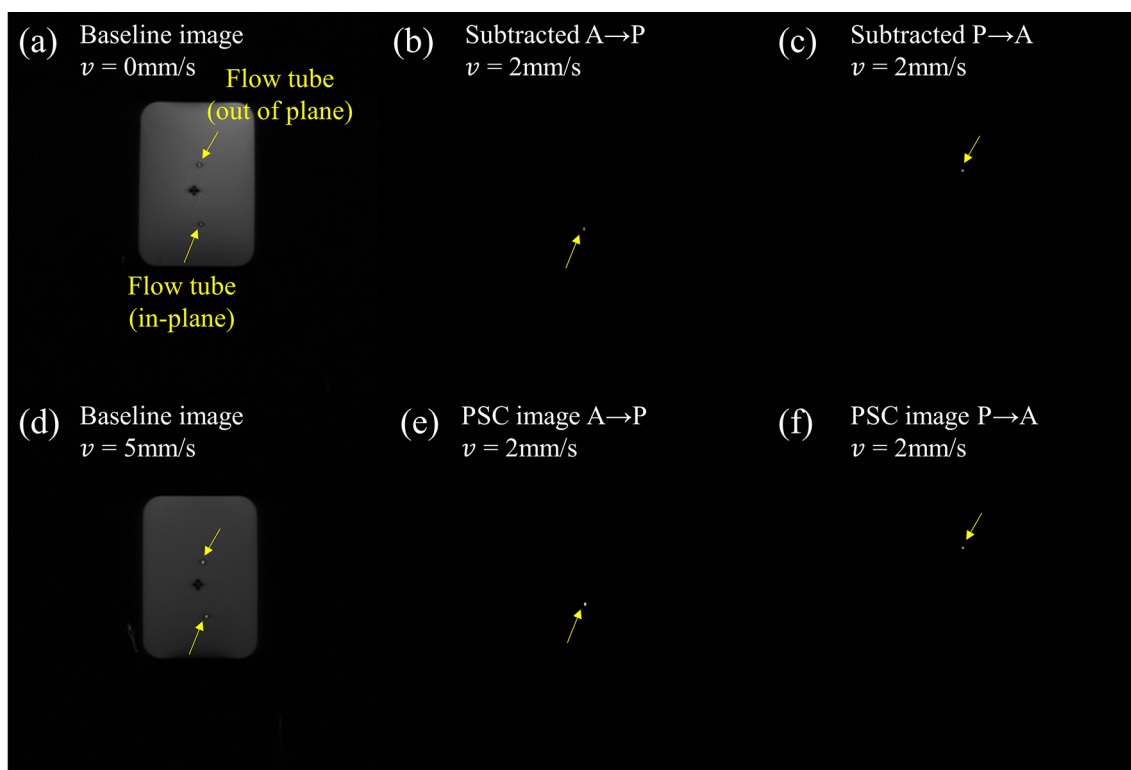 (a) Baseline image
𝑣 = 0mm/s
Flow tube
(out of plane)
Flow tube
(in-plane)
(b) Subtracted A→P
𝑣 = 2mm/s
(c) Subtracted P→A
𝑣 = 2mm/s
(d) Baseline image
𝑣 = 5mm/s
(e) PSC image A→P
𝑣 = 2mm/s
(f) PSC image P→A
𝑣 = 2mm/s